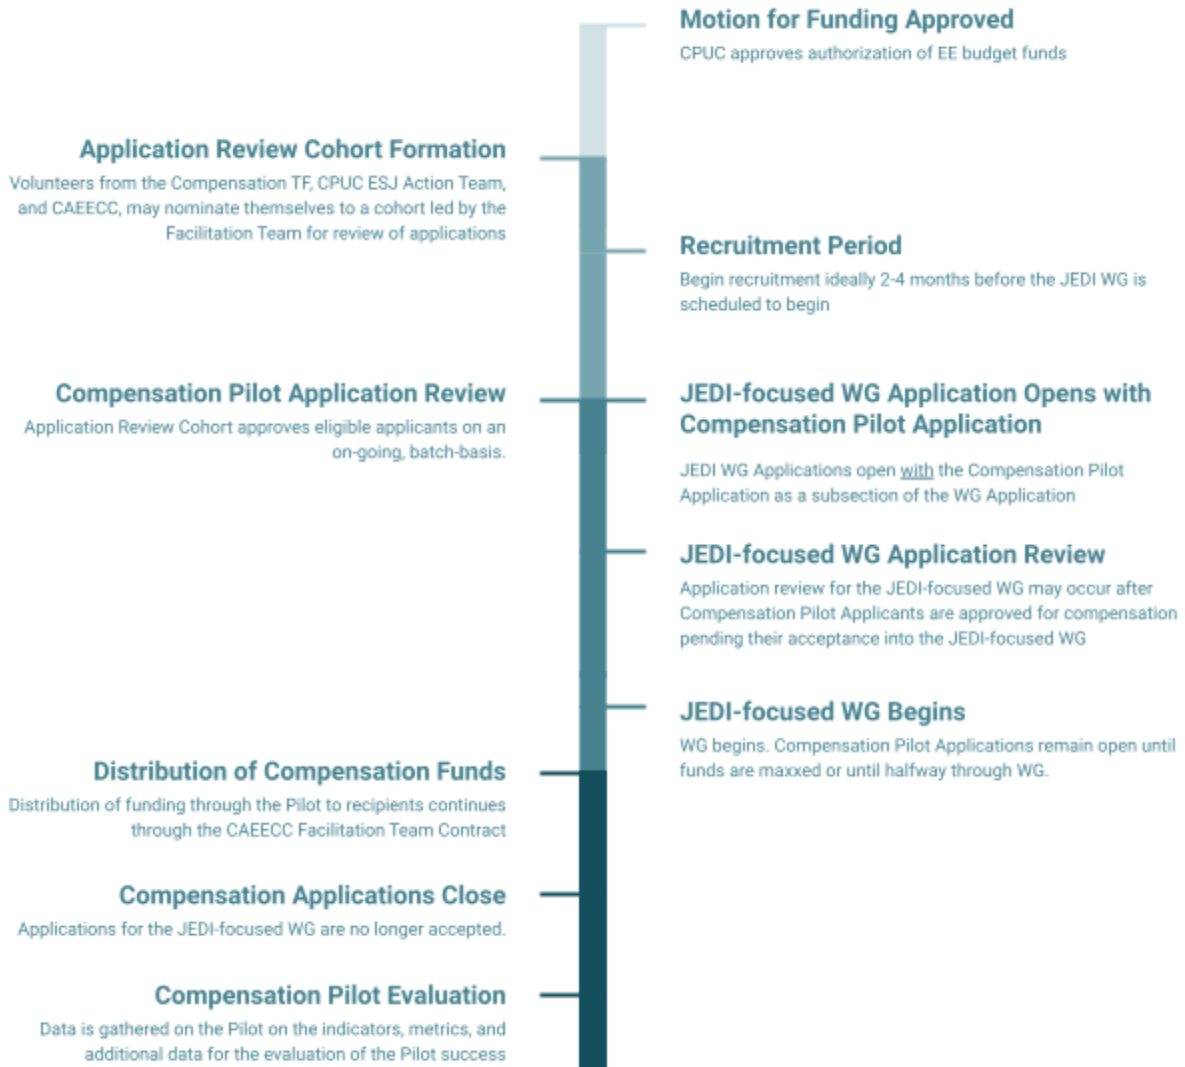 Motion for Funding Approved
CPUC approves authorization of EE budget funds
Application Review Cohort Formation
Volunteers from the Compensation TF, CPUC ESJ Action Team,
and CAEECC, may nominate themselves to a cohort led by the
Facilitation Team for review of applications
Recruitment Period
Begin recruitment ideally 2-4 months before the JEDI WG is
scheduled to begin
Compensation Pilot Application Review
Application Review Cohort approves eligible applicants on an
on-going, batch-basis.
JEDI-focused WG Application Opens with
Compensation Pilot Application
JEDI WG Applications open with the Compensation Pilot
Application as a subsection of the WG Application
JEDI-focused WG Application Review
Application review for the JEDI-focused WG may occur after
Compensation Pilot Applicants are approved for compensation
pending their acceptance into the JEDI-focused WG
JEDI-focused WG Begins
WG begins. Compensation Pilot Applications remain open until
funds are maxxed or until halfway through WG.
Distribution of Compensation Funds
Distribution of funding through the Pilot to recipients continues
through the CAEECC Facilitation Team Contract
Compensation Applications Close
Applications for the JEDI-focused WG are no longer accepted.
Compensation Pilot Evaluation
Data is gathered on the Pilot on the indicators, metrics, and
additional data for the evaluation of the Pilot success